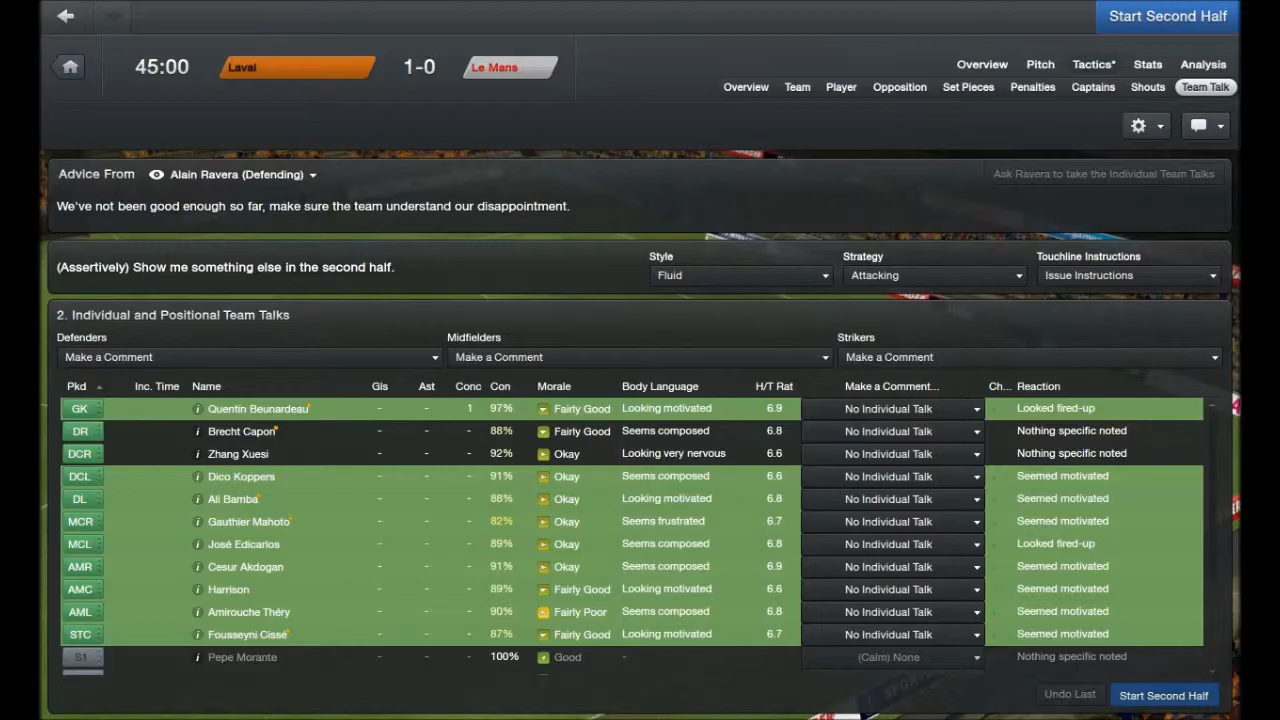 Start Second Half
45:00 Laval 1-0 Le Mans
Overview Pitch Tactics* Stats Analysis
Overview Team Player Opposition Set Pieces Penalties Captains Shouts Team Talk
Advice From Alain Ravera (Defending) Ask Ravera to take the Individual Team Talks
We've not been good enough so far, make sure the team understand our disappointment.
Style Strategy Touchline Instructions
(Assertively) Show me something else in the second half. Fluid Attacking Issue Instructions
2. Individual and Positional Team Talks
Defenders Midfielders Strikers
Make a Comment Make a Comment Make a Comment
Pkd Inc. Time Name Gls Ast Conc Con Morale Body Language H/T Rat Make a Comment... Ch... Reaction
GK i Quentin Beunardeau - - 1 97% Fairly Good Looking motivated 6.9 No Individual Talk Looked fired-up
DR i Brecht Capon - - - 88% Fairly Good Seems composed 6.8 No Individual Talk Nothing specific noted
DCR i Zhang Xuesi - - - 92% Okay Looking very nervous 6.6 No Individual Talk Nothing specific noted
DCL i Dico Koppers - - - 91% Okay Seems composed 6.6 No Individual Talk Seemed motivated
DL i Ali Bamba - - - 88% Okay Looking motivated 6.8 No Individual Talk Seemed motivated
MCR i Gauthier Mahoto - - - 82% Okay Seems frustrated 6.7 No Individual Talk Seemed motivated
MCL i José Edicarlos - - - 89% Okay Seems composed 6.8 No Individual Talk Looked fired-up
AMR i Cesur Akdogan - - - 91% Okay Seems composed 6.9 No Individual Talk Seemed motivated
AMC i Harrison - - - 89% Fairly Good Looking motivated 6.6 No Individual Talk Seemed motivated
AML i Amirouche Théry - - - 90% Fairly Poor Seems composed 6.8 No Individual Talk Seemed motivated
STC i Fousseyni Cissé - - - 87% Fairly Good Looking motivated 6.7 No Individual Talk Seemed motivated
S1 i Pepe Morante - - - 100% Good - (Calm) None Nothing specific noted
Undo Last Start Second Half